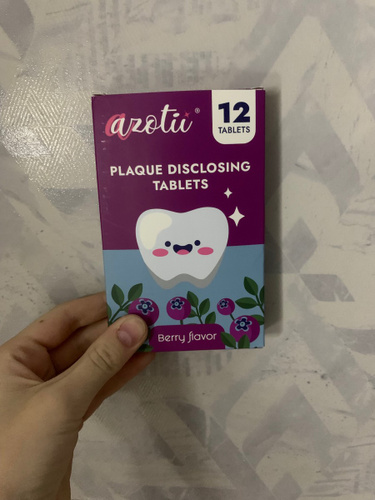 azotii®
12
TABLETS
PLAQUE DISCLOSING
TABLETS
Berry flavor